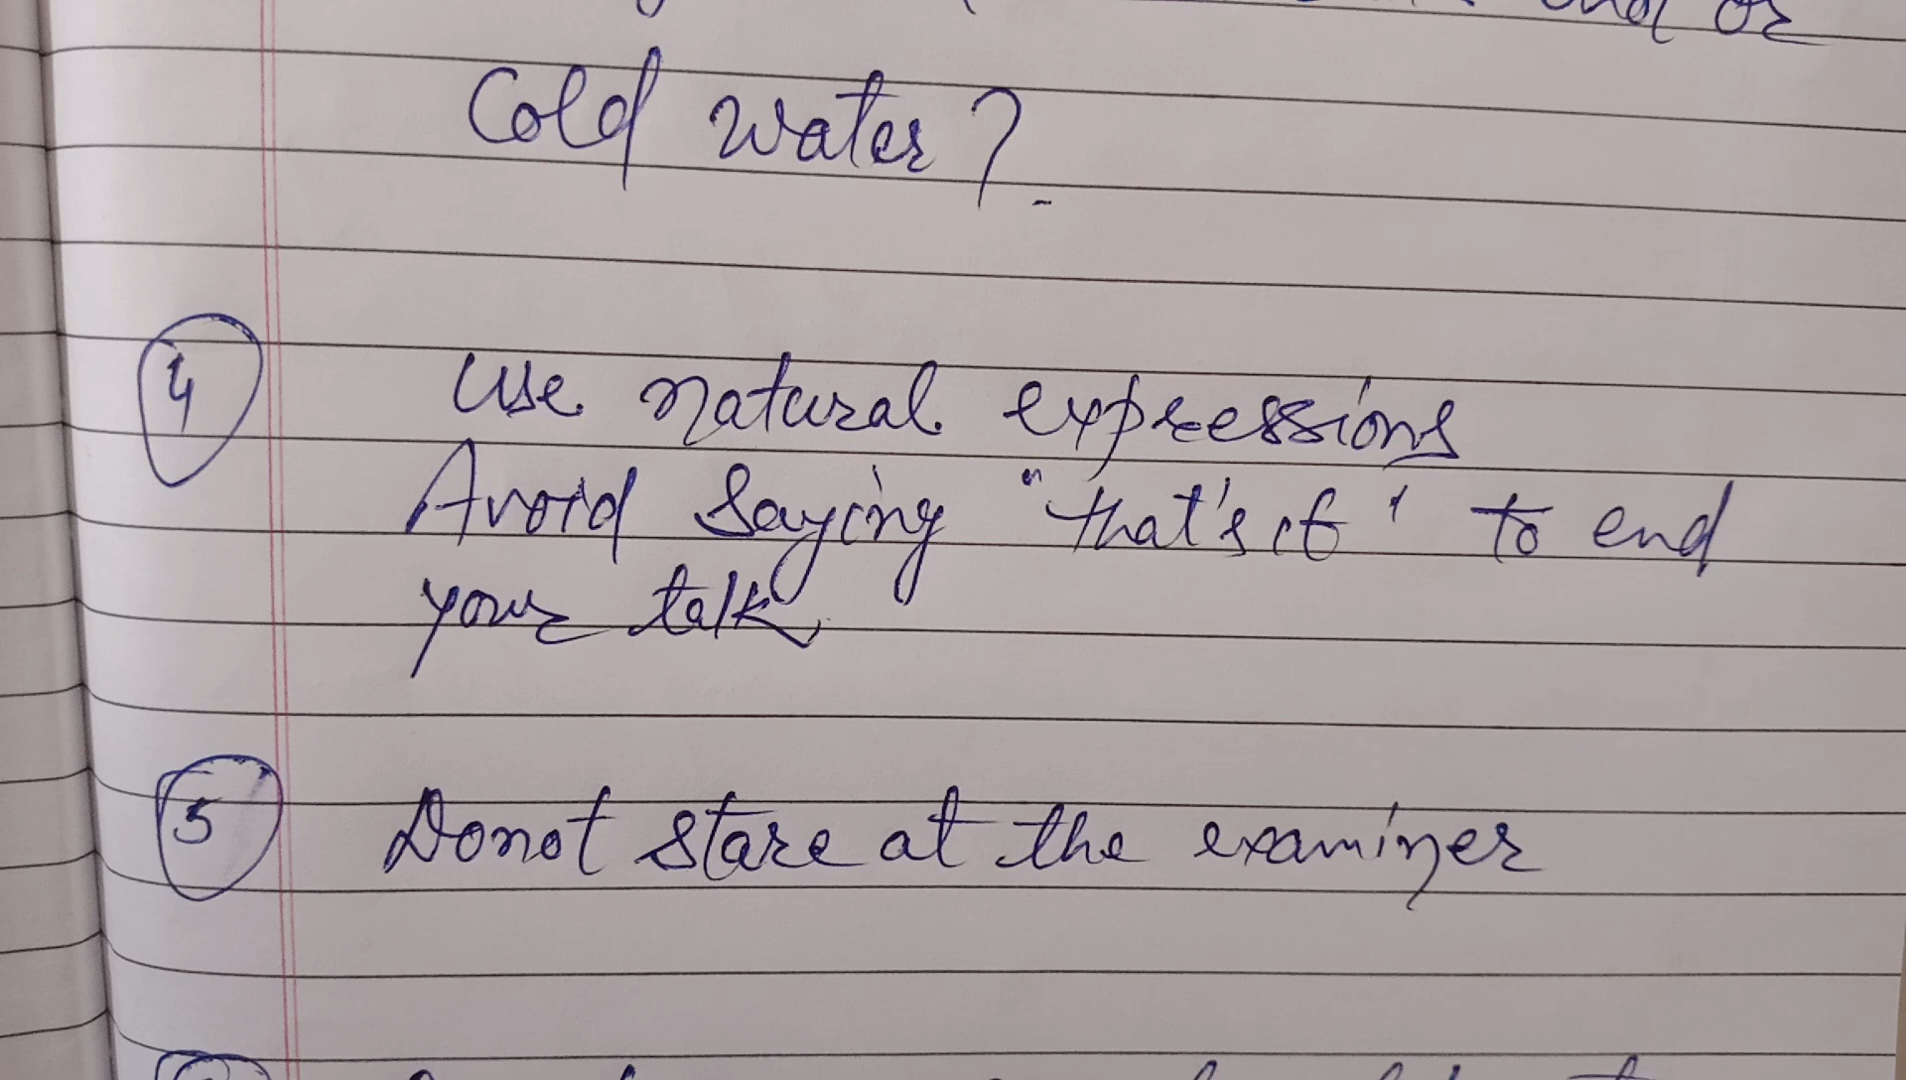 or
Cold water?
4 Use natural expressions
Avoid Saying "that's it' to end
your talk
5 Donot stare at the examiner